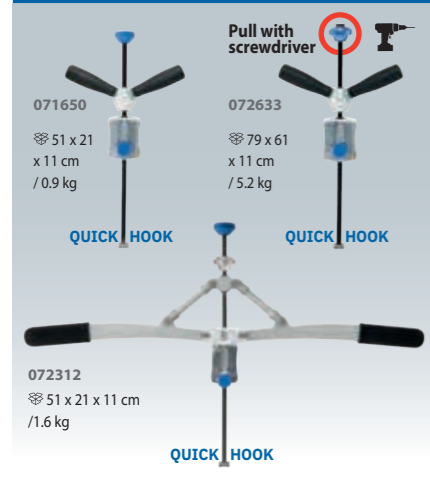 Pull with
screwdriver
071650
51 x 21
x 11 cm
/ 0.9 kg
QUICK HOOK
072633
79 x 61
x 11 cm
/ 5.2 kg
QUICK HOOK
072312
51 x 21 x 11 cm
/1.6 kg
QUICK HOOK